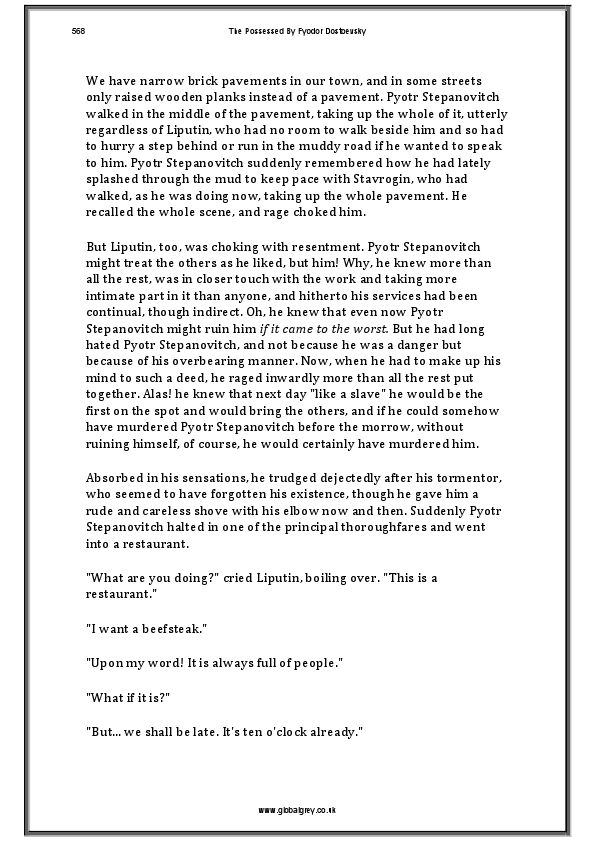 568
The Possessed By Fyodor Dostoevsky
We have narrow brick pavements in our town, and in some streets
only raised wooden planks instead of a pavement. Pyotr Stepanovitch
walked in the middle of the pavement, taking up the whole of it, utterly
regardless of Liputin, who had no room to walk beside him and so had
to hurry a step behind or run in the muddy road if he wanted to speak
to him. Pyotr Stepanovitch suddenly remembered how he had lately
splashed through the mud to keep pace with Stavrogin, who had
walked, as he was doing now, taking up the whole pavement. He
recalled the whole scene, and rage choked him.
But Liputin, too, was choking with resentment. Pyotr Stepanovitch
might treat the others as he liked, but him! Why, he knew more than
all the rest, was in closer touch with the work and taking more
intimate part in it than anyone, and hitherto his services had been
continual, though indirect. Oh, he knew that even now Pyotr
Stepanovitch might ruin him if it came to the worst. But he had long
hated Pyotr Stepanovitch, and not because he was a danger but
because of his overbearing manner. Now, when he had to make up his
mind to such a deed, he raged inwardly more than all the rest put
together. Alas! he knew that next day "like a slave" he would be the
first on the spot and would bring the others, and if he could somehow
have murdered Pyotr Stepanovitch before the morrow, without
ruining himself, of course, he would certainly have murdered him.
Absorbed in his sensations, he trudged dejectedly after his tormentor,
who seemed to have forgotten his existence, though he gave him a
rude and careless shove with his elbow now and then. Suddenly Pyotr
Stepanovitch halted in one of the principal thoroughfares and went
into a restaurant.
"What are you doing?" cried Liputin, boiling over. "This is a
restaurant."
"I want a beefsteak."
"Upon my word! It is always full of people."
"What if it is?"
"But... we shall be late. It's ten o'clock already."
www.globalgrey.co.uk